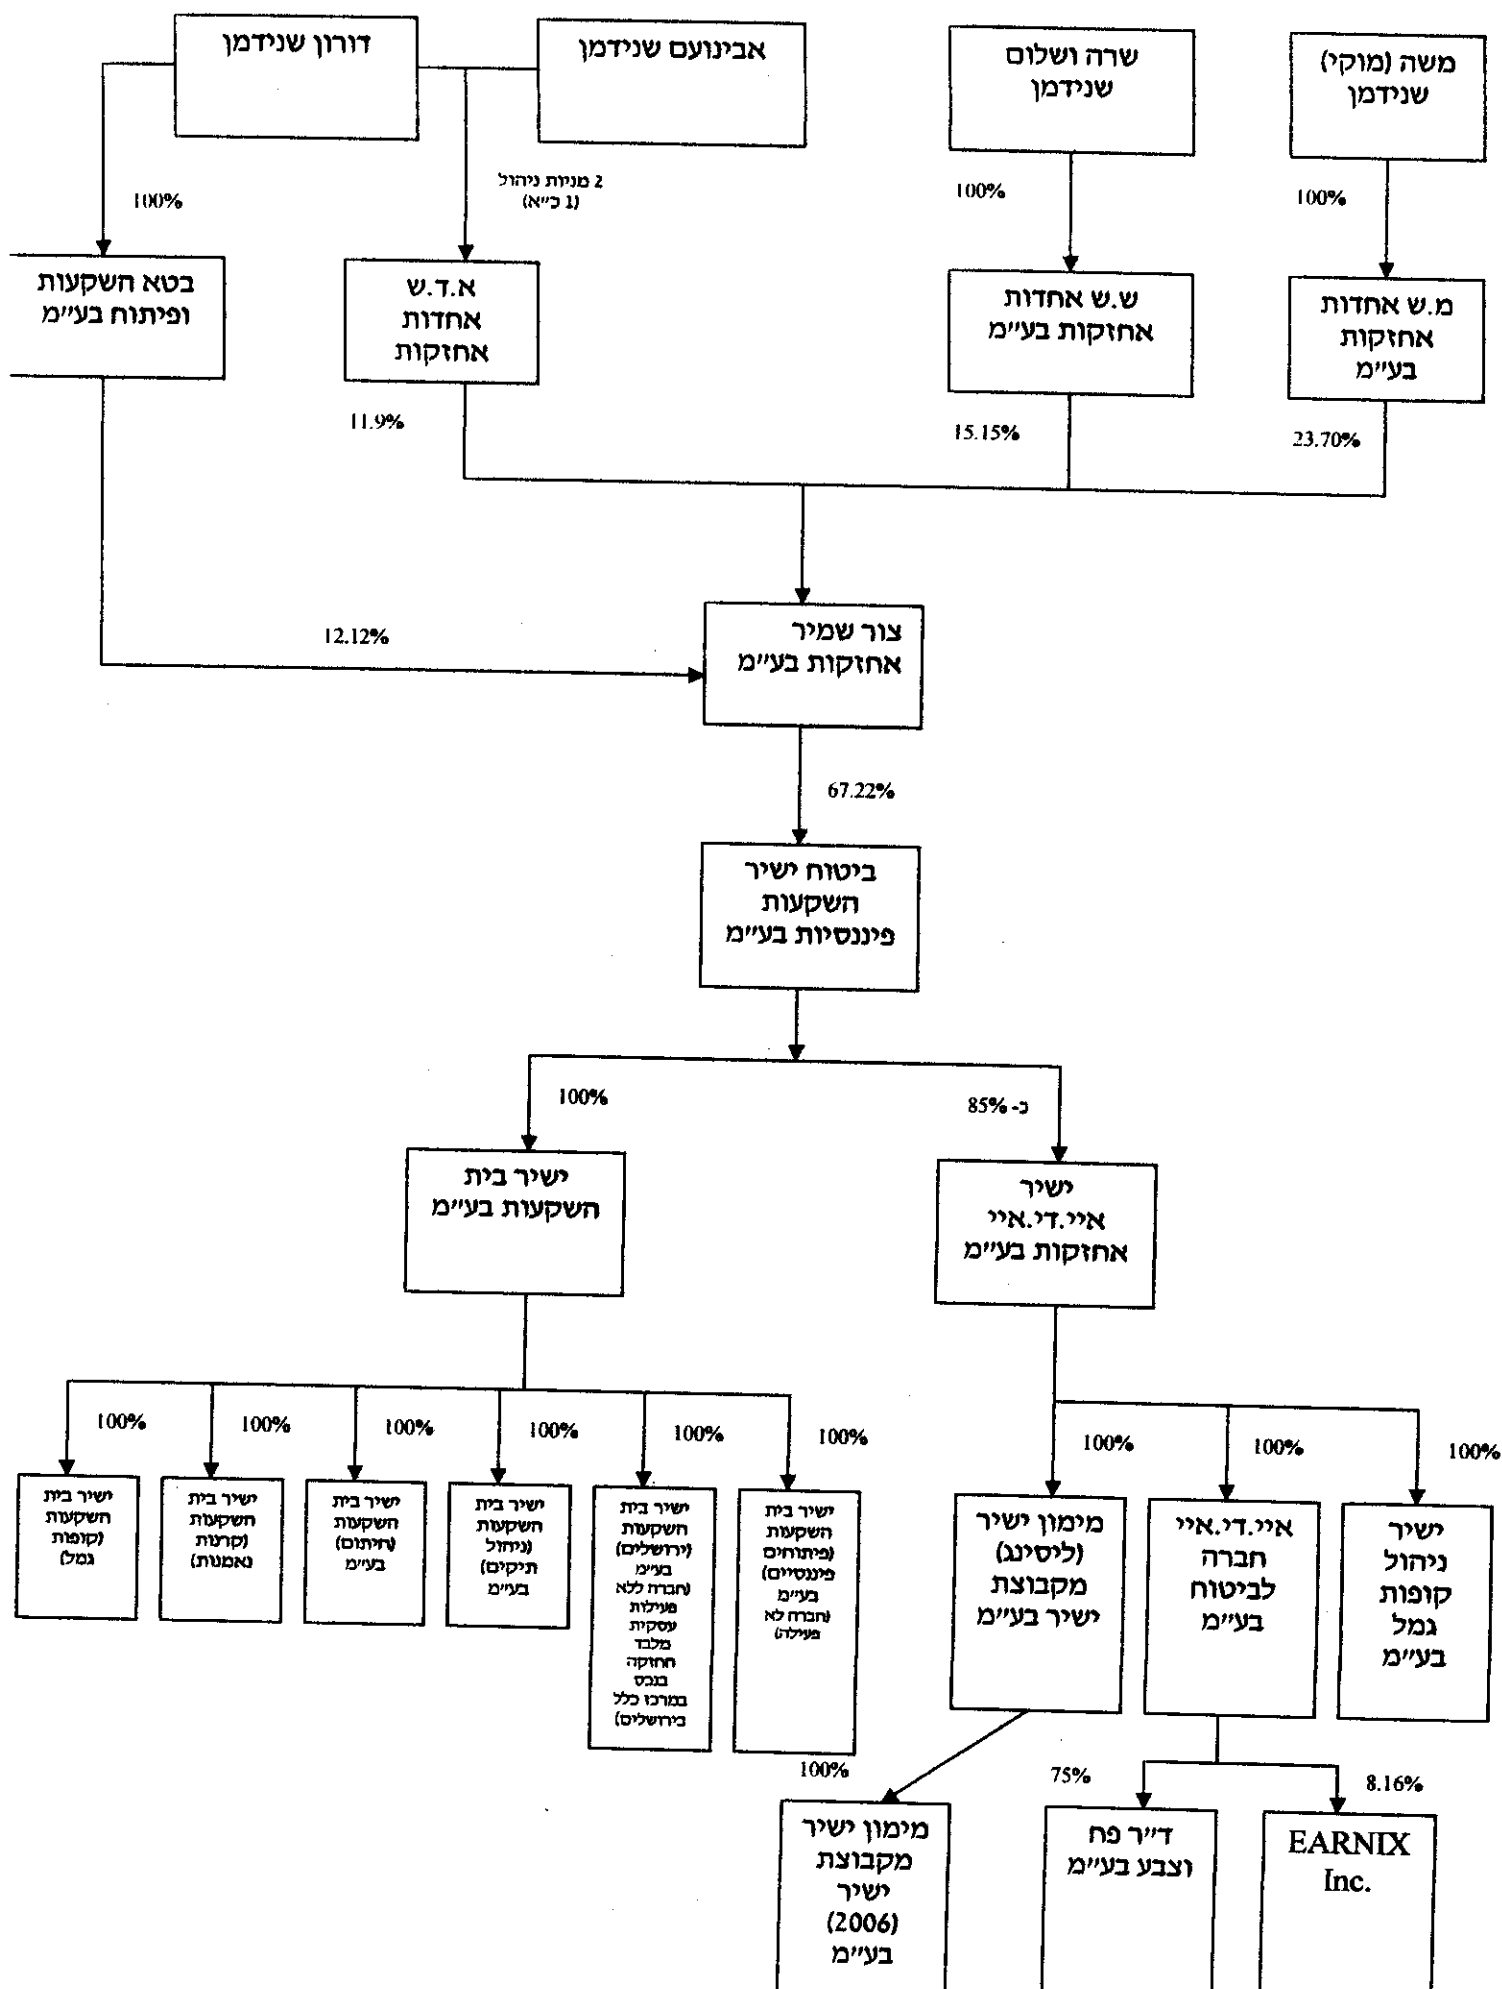 משה (מוקי)
שנידמן
שרה ושלום
שנידמן
אבינועם שנידמן
דורון שנידמן
100%
100%
2 מניות ניהול
(1 כ"א)
100%
מ.ש אחדות
אחזקות
בע"מ
ש.ש אחדות
אחזקות בע"מ
א.ד.ש
אחדות
אחזקות
בטא השקעות
ופיתוח בע"מ
23.70%
15.15%
11.9%
12.12%
צור שמיר
אחזקות בע"מ
67.22%
ביטוח ישיר
השקעות
פיננסיות בע"מ
כ- 85%
100%
ישיר
איי.די.איי
אחזקות בע"מ
ישיר בית
השקעות בע"מ
100%
100%
100%
100%
100%
100%
100%
100%
100%
ישיר
ניהול
קופות
גמל
בע"מ
איי.די.איי
חברה
לביטוח
בע"מ
מימון ישיר
(ליסינג)
מקבוצת
ישיר בע"מ
ישיר בית
השקעות
(פיתוחים
פיננסיים)
בע"מ
(חברה לא
פעילה)
ישיר בית
השקעות
(ירושלים)
בע"מ
(חברה ללא
פעילות
עסקית
מלבד
החזקה
בנכס
במרכז כלל
בירושלים)
ישיר בית
השקעות
(ניהול
תיקים)
בע"מ
ישיר בית
השקעות
(חיתום)
בע"מ
ישיר בית
השקעות
(קרנות
נאמנות)
ישיר בית
השקעות
(קופות
גמל)
8.16%
75%
100%
EARNIX
Inc.
ד"ר פח
וצבע בע"מ
מימון ישיר
מקבוצת
ישיר
(2006)
בע"מ